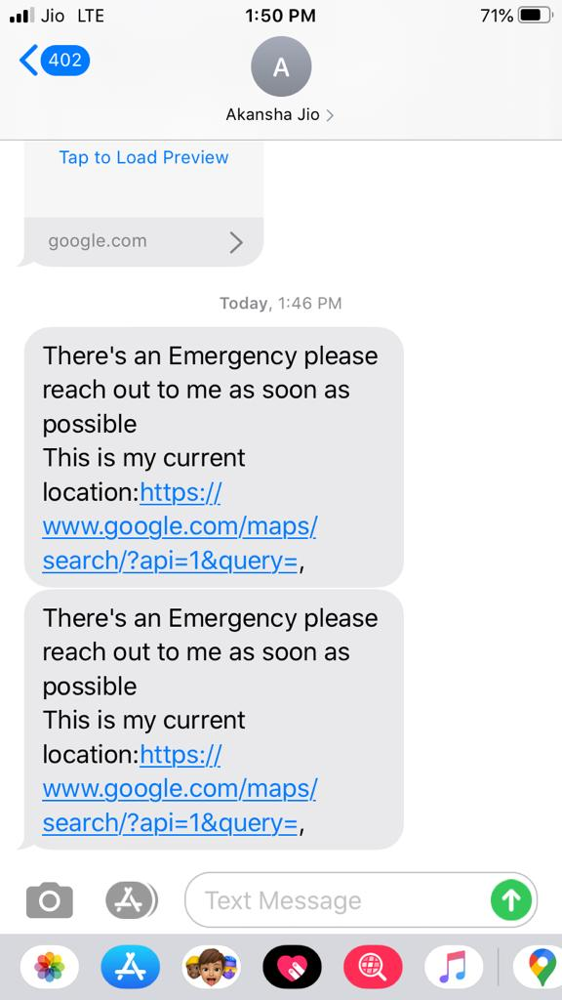 Jio LTE 1:50 PM 71%
402
A
Akansha Jio >
Tap to Load Preview
google.com
Today, 1:46 PM
There's an Emergency please
reach out to me as soon as
possible
This is my current
location:https://
www.google.com/maps/
search/?api=1&query=,
There's an Emergency please
reach out to me as soon as
possible
This is my current
location:https://
www.google.com/maps/
search/?api=1&query=,
Text Message